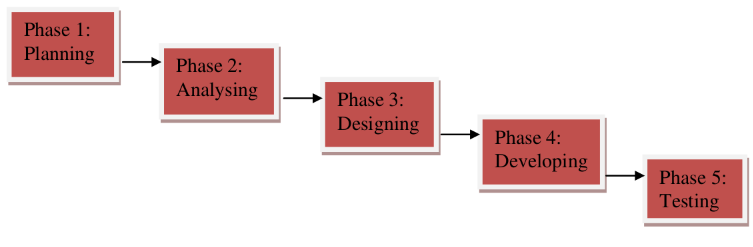 Phase 1:
Planning
Phase 2:
Analysing
Phase 3:
Designing
Phase 4:
Developing
Phase 5:
Testing